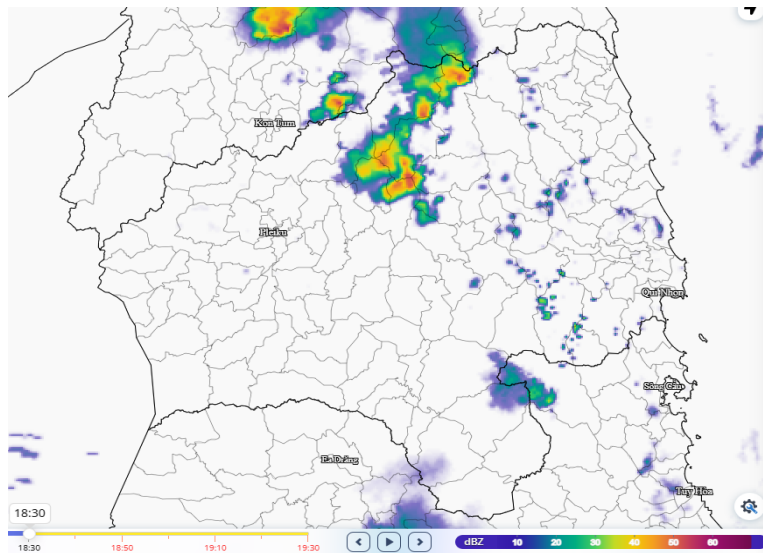 Kon Tum
Pleiku
Qui Nhon
Sông Cầu
Ea Drăng
Tuy Hòa
18:30
18:30
18:50
19:10
19:30
dBZ
10
20
30
40
50
60